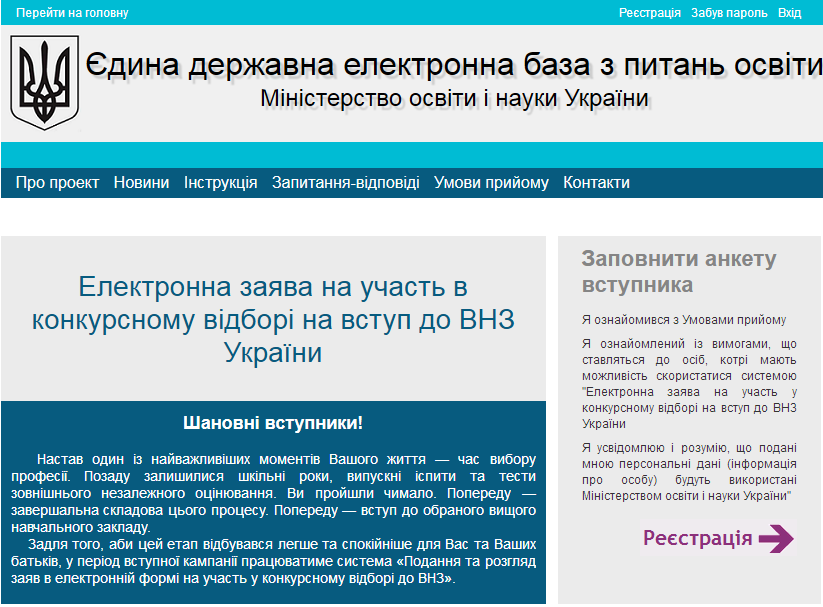 Перейти на головну
Реєстрація Забув пароль Вхід
Єдина державна електронна база з питань освіти
Міністерство освіти і науки України
Про проект Новини Інструкція Запитання-відповіді Умови прийому Контакти
Електронна заява на участь в
конкурсному відборі на вступ до ВНЗ
України
Шановні вступники!
Настав один із найважливіших моментів Вашого життя — час вибору
професії. Позаду залишилися шкільні роки, випускні іспити та тести
зовнішнього незалежного оцінювання. Ви пройшли чимало. Попереду —
завершальна складова цього процесу. Попереду — вступ до обраного вищого
навчального закладу.
Задля того, аби цей етап відбувався легше та спокійніше для Вас та Ваших
батьків, у період вступної кампанії працюватиме система «Подання та розгляд
заяв в електронній формі на участь у конкурсному відборі до ВНЗ».
Заповнити анкету
вступника
Я ознайомився з Умовами прийому
Я ознайомлений із вимогами, що
ставляться до осіб, котрі мають
можливість скористатися системою
"Електронна заява на участь у
конкурсному відборі на вступ до ВНЗ
України
Я усвідомлюю і розумію, що подані
мною персональні дані (інформація
про особу) будуть використані
Міністерством освіти і науки України"
Реєстрація